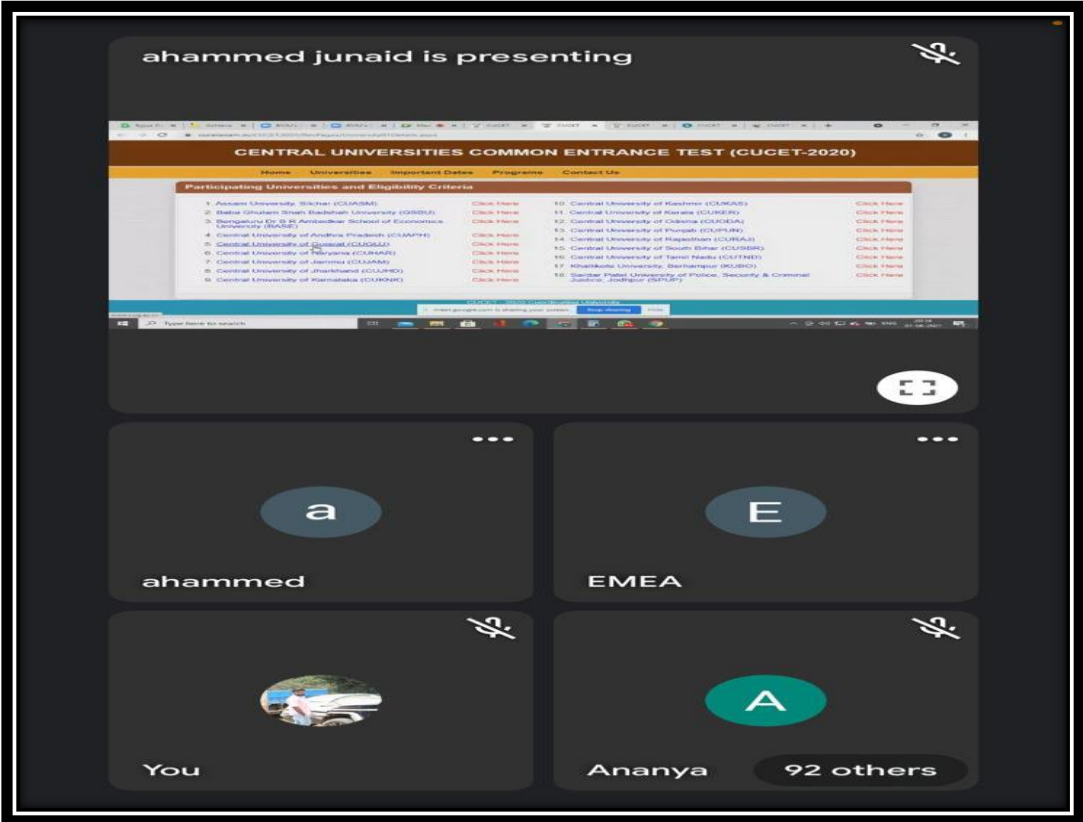 ahammed junaid is presenting
CENTRAL UNIVERSITIES COMMON ENTRANCE TEST (CUCET-2020)
Home Universities Important Dates Programs Contact Us
Participating Universities and Eligibility Criteria
1. Assam University, Silchar (CUASM) Click Here
2. Baba Ghulam Shah Badshah University (GSBU) Click Here
3. Bengaluru Dr B R Ambedkar School of Economics Click Here
University (BASE)
4. Central University of Andhra Pradesh (CUAPH) Click Here
5. Central University of Gujarat (CUGUJ) Click Here
6. Central University of Haryana (CUHAR) Click Here
7. Central University of Jammu (CUJAM) Click Here
8. Central University of Jharkhand (CUJHD) Click Here
9. Central University of Karnataka (CUKNK) Click Here
10. Central University of Kashmir (CUKAS) Click Here
11. Central University of Kerala (CUKER) Click Here
12. Central University of Odisha (CUODA) Click Here
13. Central University of Punjab (CUPUN) Click Here
14. Central University of Rajasthan (CURAJ) Click Here
15. Central University of South Bihar (CUSBR) Click Here
16. Central University of Tamil Nadu (CUTND) Click Here
17. Khallikote University, Berhampur (KUBO) Click Here
18. Sardar Patel University of Police, Security & Criminal Click Here
Justice, Jodhpur (SPUP)
meet.google.com is sharing your screen. Stop sharing Hide
Type here to search
ahammed
EMEA
You
Ananya
92 others
a
E
A